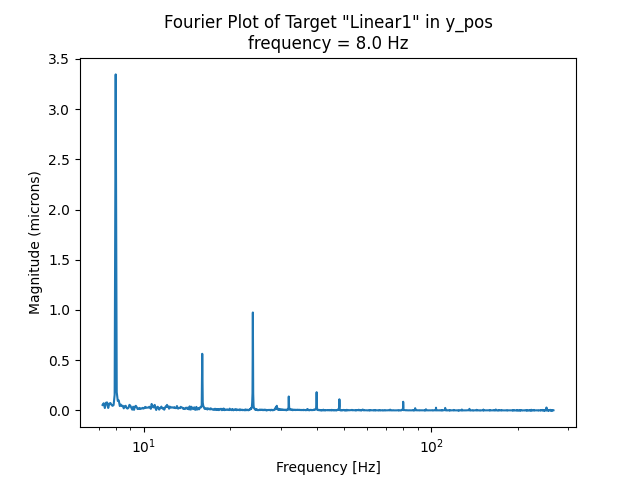 Fourier Plot of Target "Linear1" in y_pos
frequency = 8.0 Hz
3.5
3.0
2.5
2.0
1.5
1.0
0.5
0.0
Magnitude (microns)
10¹
10²
Frequency [Hz]